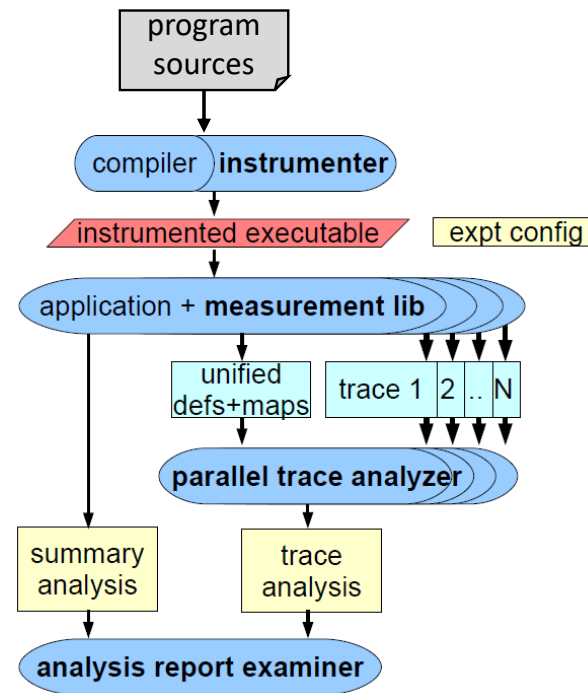 program
sources
compiler instrumenter
instrumented executable
expt config
application + measurement lib
unified
defs+maps
trace 1 2 .. N
parallel trace analyzer
summary
analysis
trace
analysis
analysis report examiner